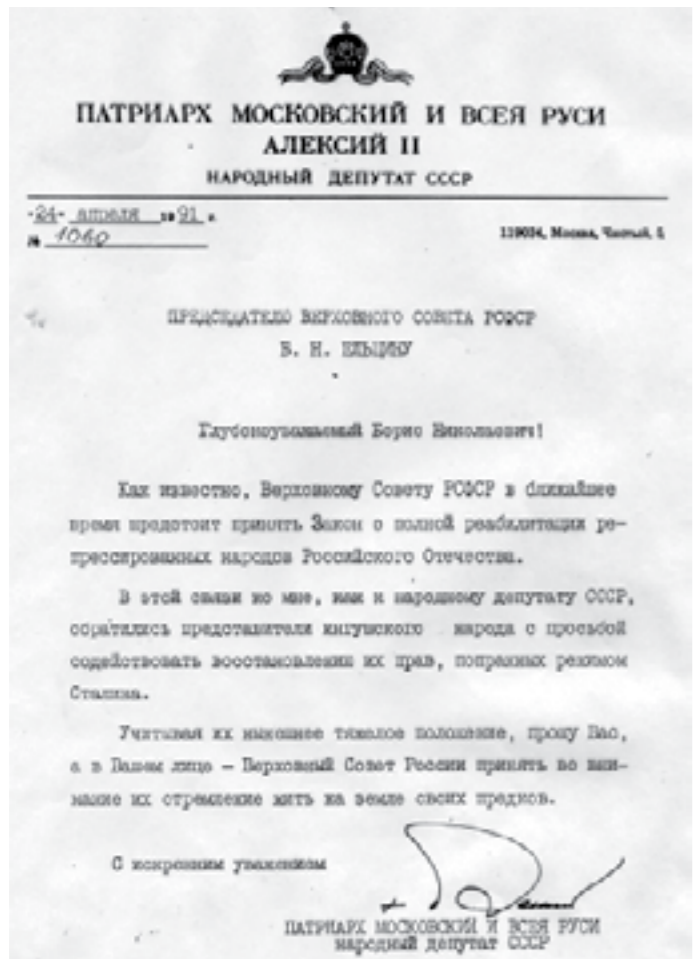 ПАТРИАРХ МОСКОВСКИЙ И ВСЕЯ РУСИ
АЛЕКСИЙ II
НАРОДНЫЙ ДЕПУТАТ СССР
-24- апреля 1991 г.
№ 1060
119034, Москва, Чистый, 5
ПРЕДСЕДАТЕЛЮ ВЕРХОВНОГО СОВЕТА РСФСР
Б. Н. ЕЛЬЦИНУ
Глубокоуважаемый Борис Николаевич!
Как известно, Верховному Совету РСФСР в ближайшее
время предстоит принять Закон о полной реабилитации ре-
прессированных народов Российского Отечества.
В этой связи ко мне, как к народному депутату СССР,
обратились представители ингушского народа с просьбой
содействовать восстановлению их прав, попранных режимом
Сталина.
Учитывая их нынешнее тяжелое положение, прошу Вас,
а в Вашем лице – Верховный Совет России принять во вни-
мание их стремление жить на земле своих предков.
С искренним уважением
ПАТРИАРХ МОСКОВСКИЙ И ВСЕЯ РУСИ
народный депутат СССР